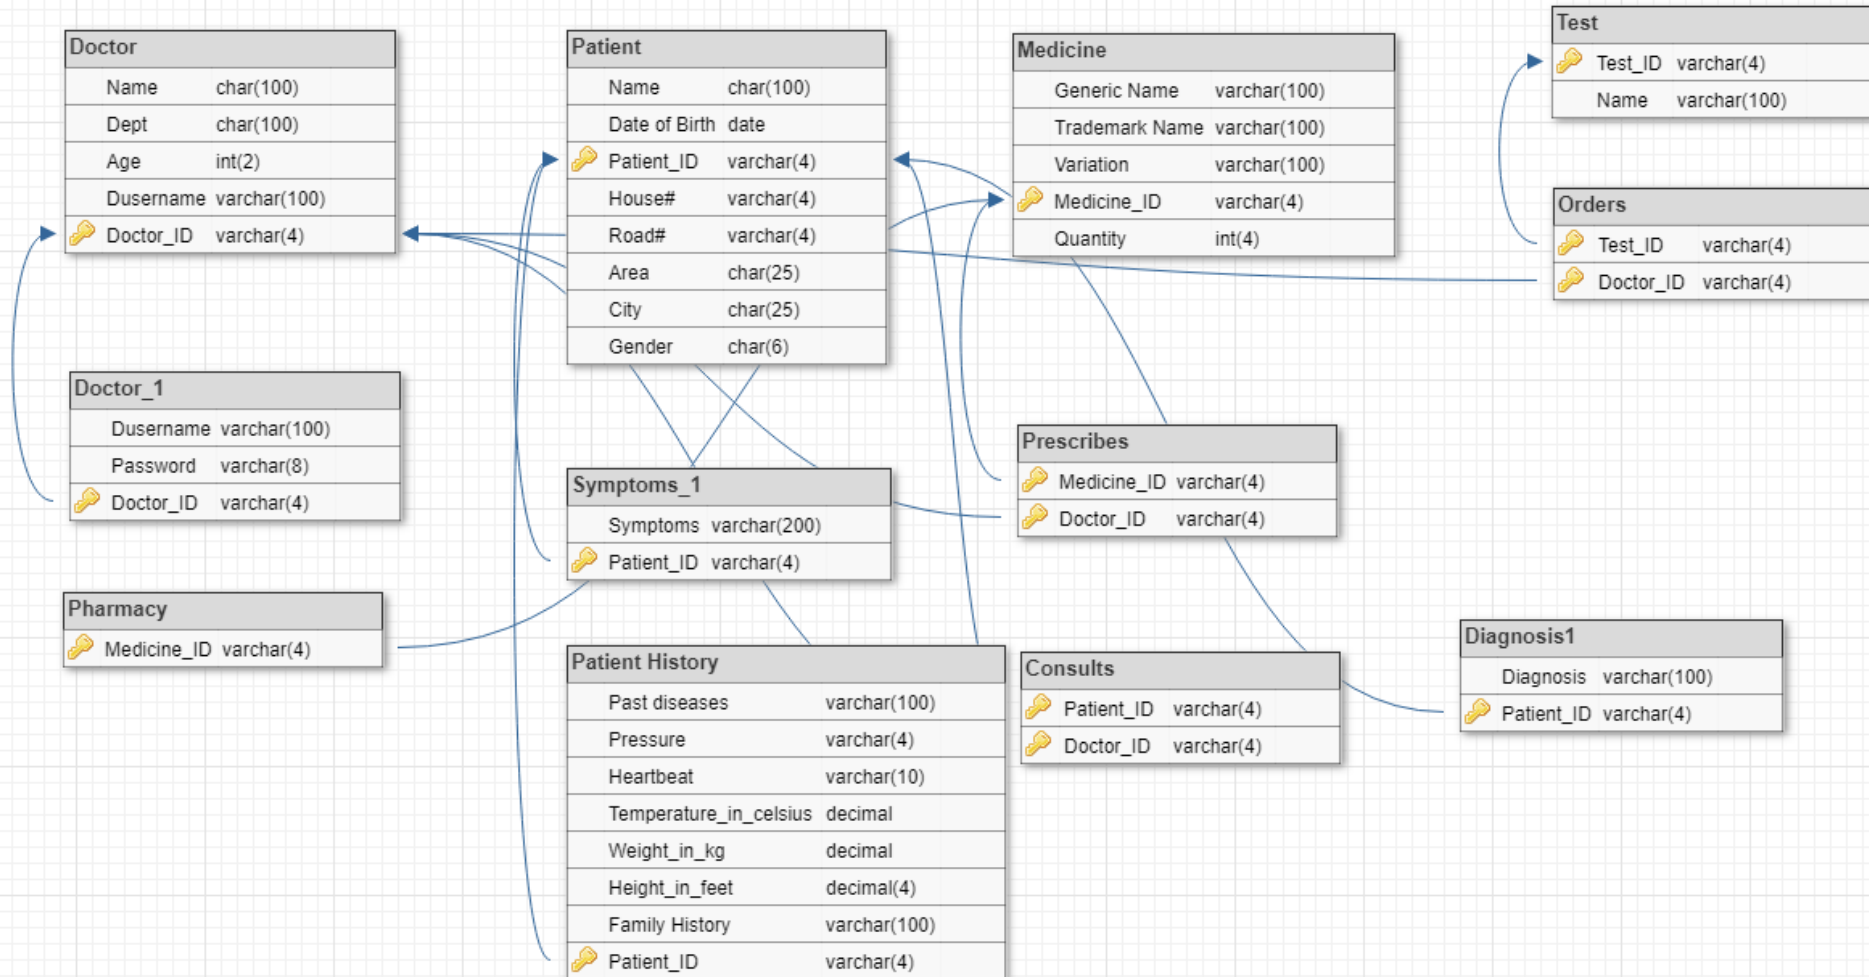 Doctor
Name char(100)
Dept char(100)
Age int(2)
Dusername varchar(100)
Doctor_ID varchar(4)
Patient
Name char(100)
Date of Birth date
Patient_ID varchar(4)
House# varchar(4)
Road# varchar(4)
Area char(25)
City char(25)
Gender char(6)
Medicine
Generic Name varchar(100)
Trademark Name varchar(100)
Variation varchar(100)
Medicine_ID varchar(4)
Quantity int(4)
Test
Test_ID varchar(4)
Name varchar(100)
Orders
Test_ID varchar(4)
Doctor_ID varchar(4)
Doctor_1
Dusername varchar(100)
Password varchar(8)
Doctor_ID varchar(4)
Symptoms_1
Symptoms varchar(200)
Patient_ID varchar(4)
Prescribes
Medicine_ID varchar(4)
Doctor_ID varchar(4)
Pharmacy
Medicine_ID varchar(4)
Patient History
Past diseases varchar(100)
Pressure varchar(4)
Heartbeat varchar(10)
Temperature_in_celsius decimal
Weight_in_kg decimal
Height_in_feet decimal(4)
Family History varchar(100)
Patient_ID varchar(4)
Consults
Patient_ID varchar(4)
Doctor_ID varchar(4)
Diagnosis1
Diagnosis varchar(100)
Patient_ID varchar(4)